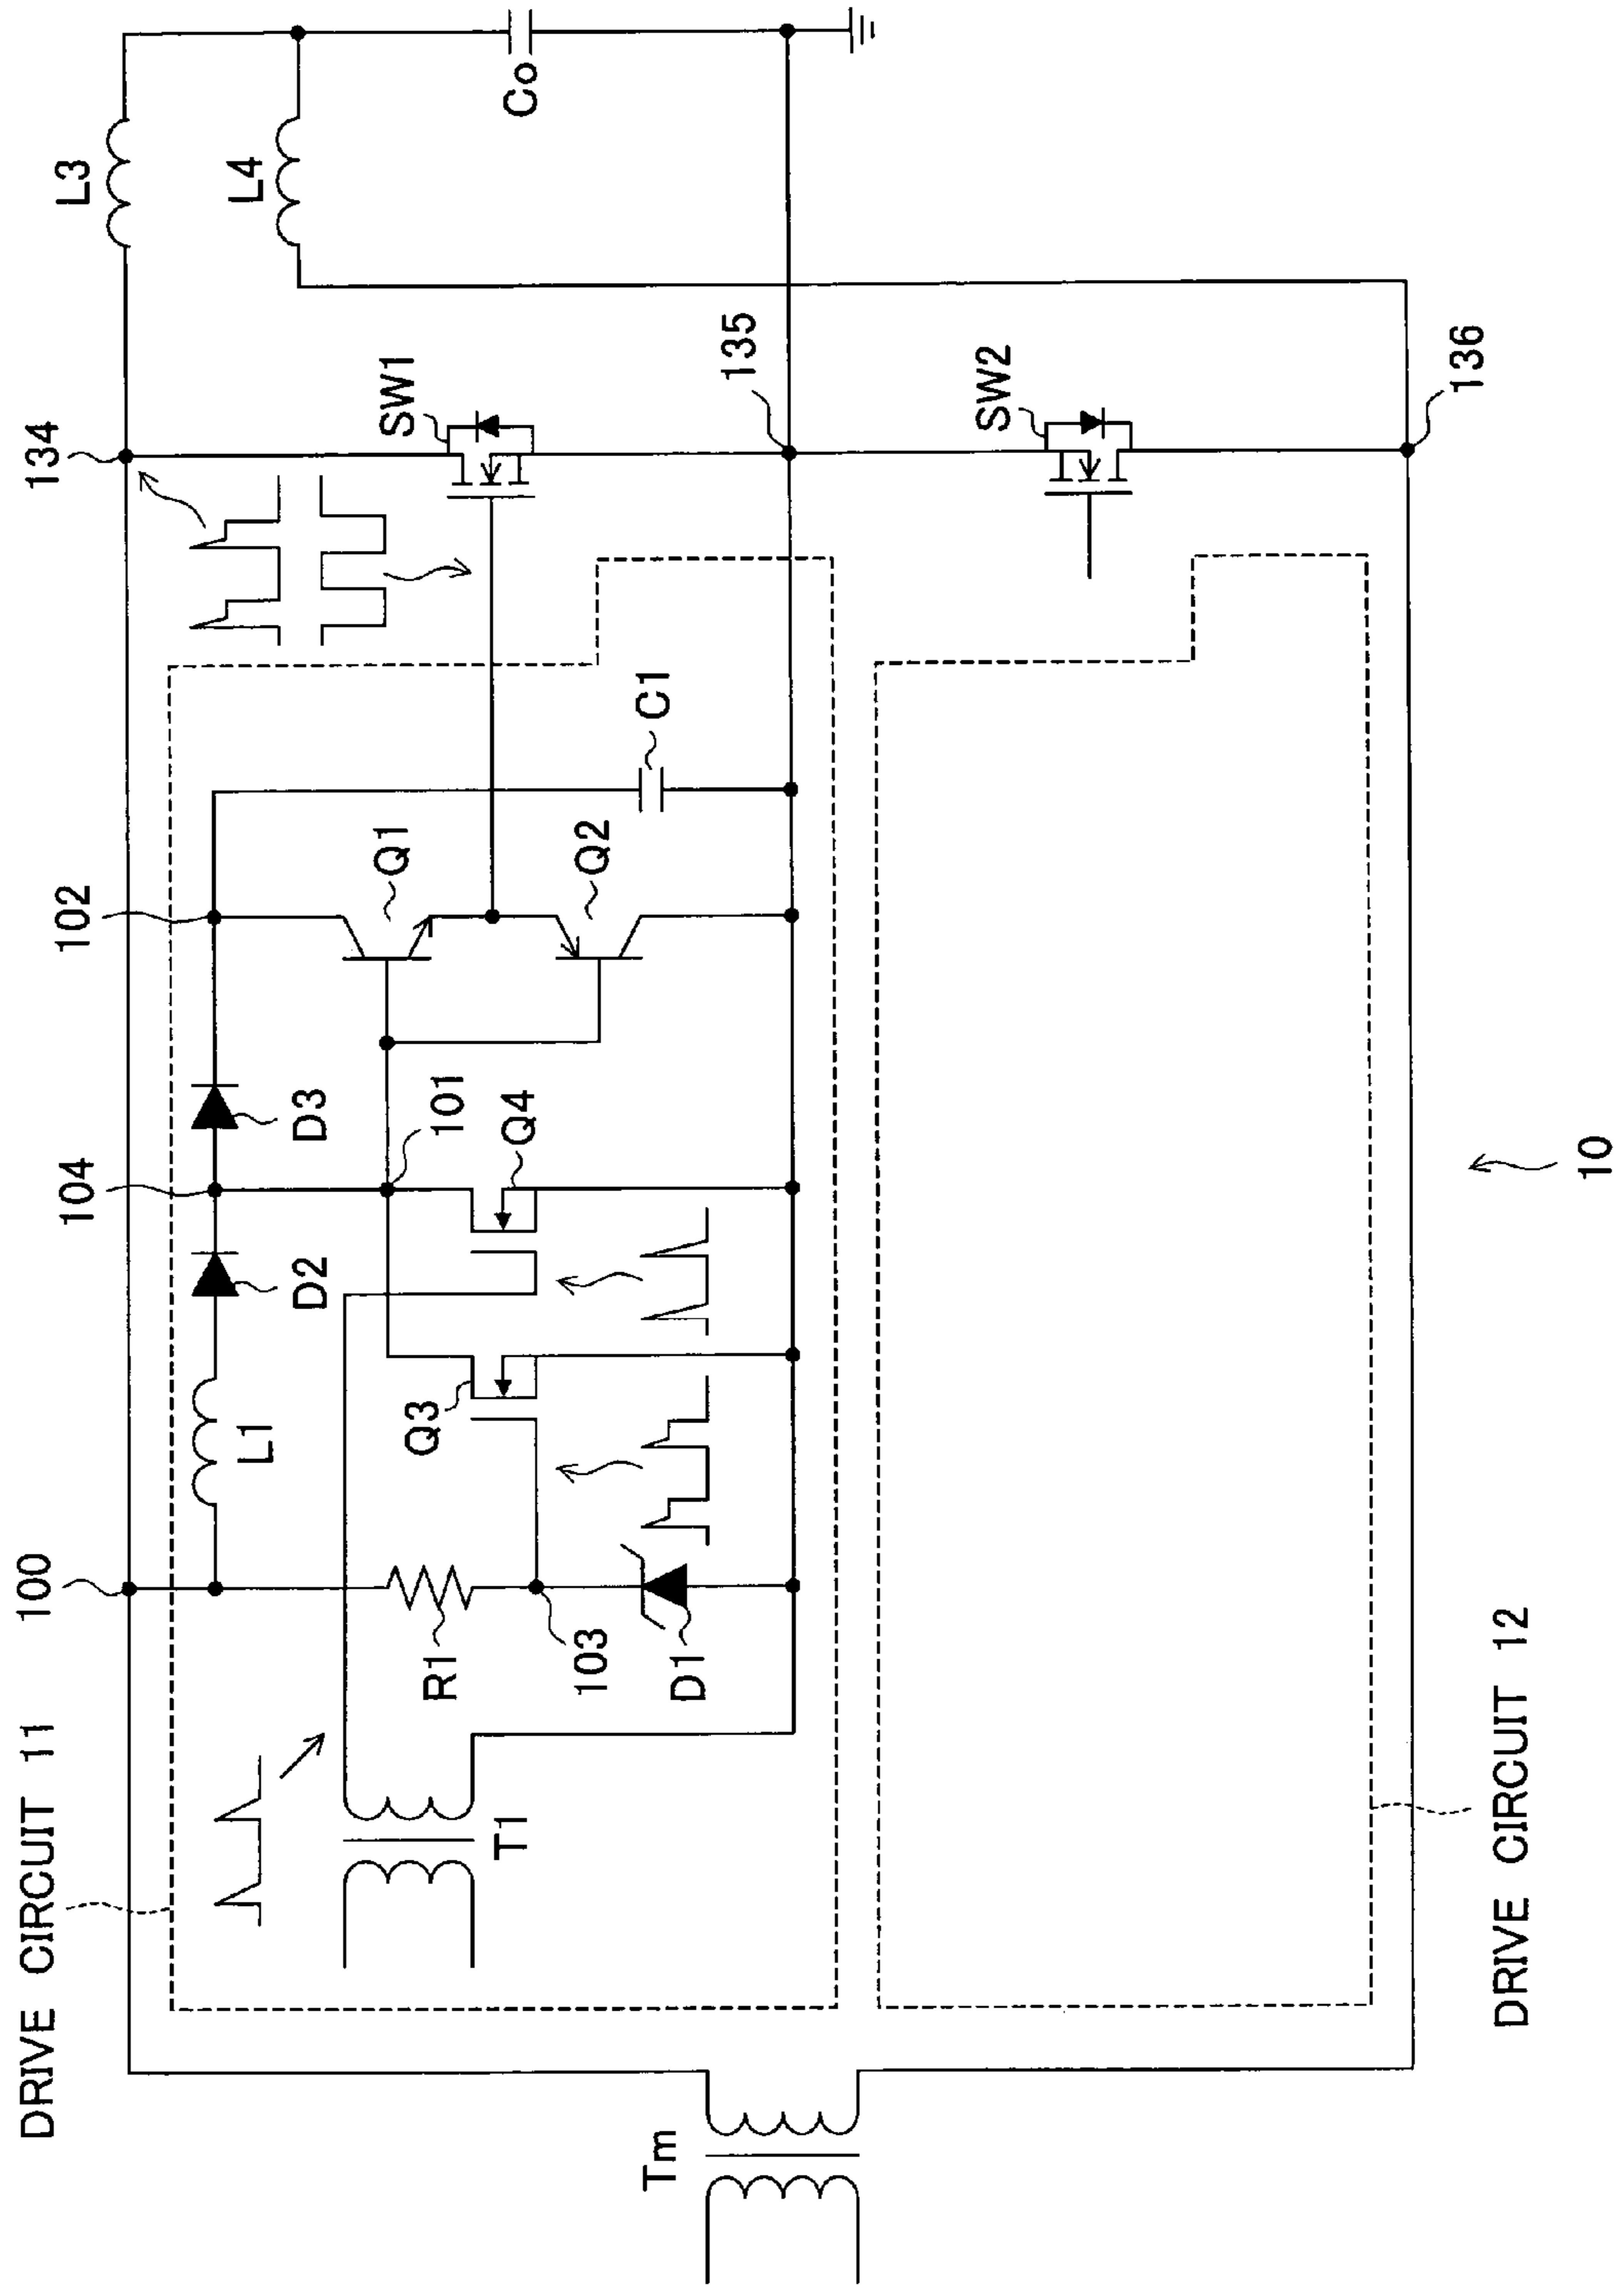 DRIVE CIRCUIT 11
100
104
102
134
L3
L4
L1
D2
D3
SW1
Co
Q1
Q2
C1
135
101
Q4
Q3
R1
103
D1
T1
Tm
SW2
136
10
DRIVE CIRCUIT 12